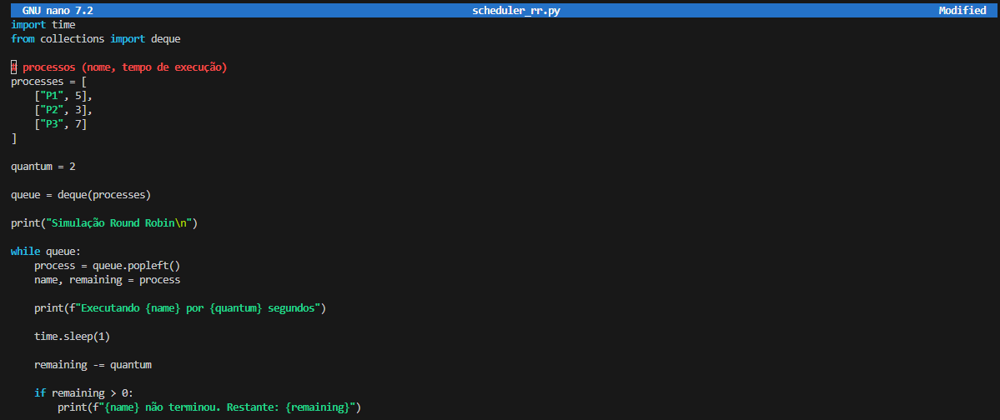 GNU nano 7.2 scheduler_rr.py Modified
import time
from collections import deque
# processos (nome, tempo de execução)
processes = [
    ["P1", 5],
    ["P2", 3],
    ["P3", 7]
]
quantum = 2
queue = deque(processes)
print("Simulação Round Robin\n")
while queue:
    process = queue.popleft()
    name, remaining = process
    print(f"Executando {name} por {quantum} segundos")
    time.sleep(1)
    remaining -= quantum
    if remaining > 0:
        print(f"{name} não terminou. Restante: {remaining}")